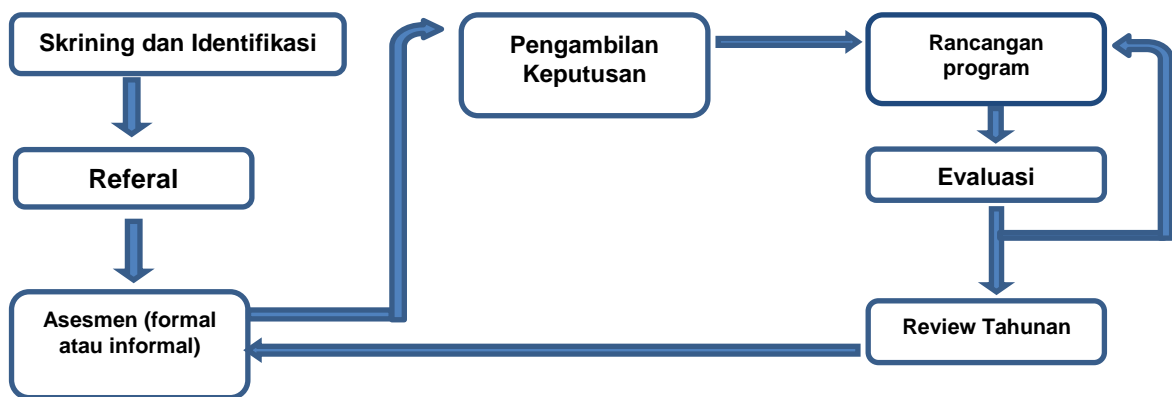 Skrining dan Identifikasi
Referal
Asesmen (formal
atau informal)
Pengambilan
Keputusan
Rancangan
program
Evaluasi
Review Tahunan